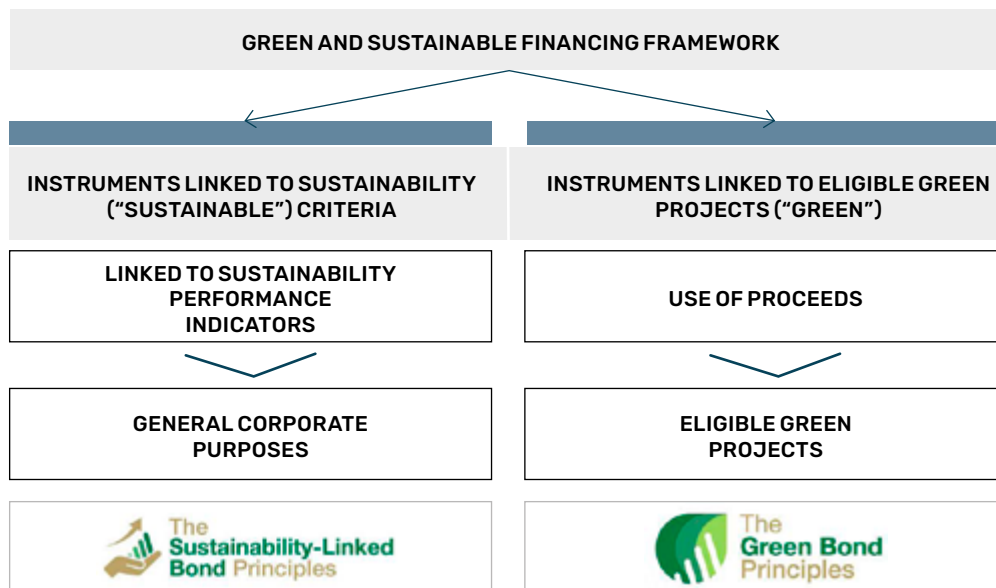 GREEN AND SUSTAINABLE FINANCING FRAMEWORK
INSTRUMENTS LINKED TO SUSTAINABILITY
(“SUSTAINABLE”) CRITERIA
INSTRUMENTS LINKED TO ELIGIBLE GREEN
PROJECTS (“GREEN”)
LINKED TO SUSTAINABILITY
PERFORMANCE
INDICATORS
USE OF PROCEEDS
GENERAL CORPORATE
PURPOSES
ELIGIBLE GREEN
PROJECTS
The
Sustainability-Linked
Bond Principles
The
Green Bond
Principles